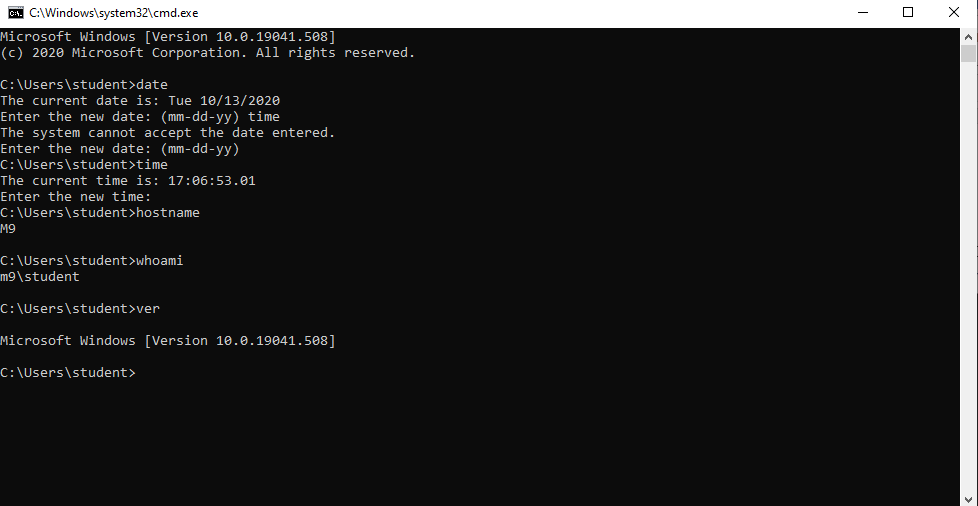 C:\Windows\system32\cmd.exe
Microsoft Windows [Version 10.0.19041.508]
(c) 2020 Microsoft Corporation. All rights reserved.
C:\Users\student>date
The current date is: Tue 10/13/2020
Enter the new date: (mm-dd-yy) time
The system cannot accept the date entered.
Enter the new date: (mm-dd-yy)
C:\Users\student>time
The current time is: 17:06:53.01
Enter the new time:
C:\Users\student>hostname
M9
C:\Users\student>whoami
m9\student
C:\Users\student>ver
Microsoft Windows [Version 10.0.19041.508]
C:\Users\student>